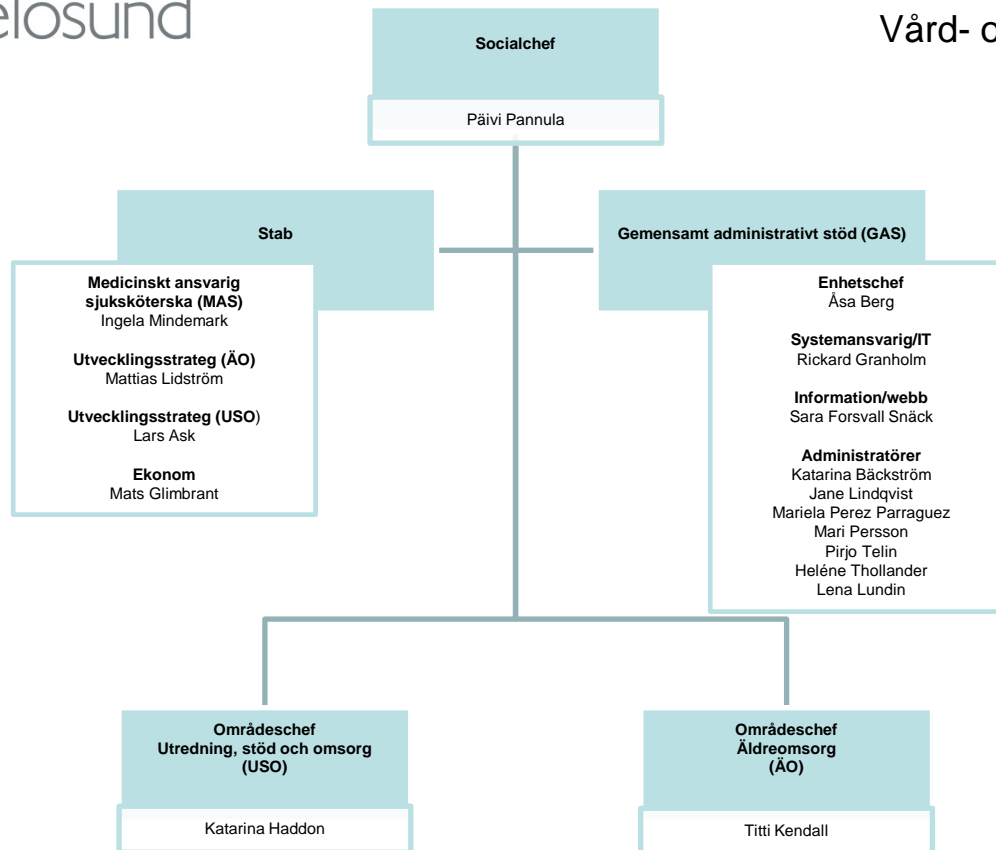 elösund
Vård- o
Socialchef
Päivi Pannula
Stab
Medicinskt ansvarig
sjuksköterska (MAS)
Ingela Mindemark
Utvecklingsstrateg (ÄO)
Mattias Lidström
Utvecklingsstrateg (USO)
Lars Ask
Ekonom
Mats Glimbrant
Gemensamt administrativt stöd (GAS)
Enhetschef
Åsa Berg
Systemansvarig/IT
Rickard Granholm
Information/webb
Sara Forsvall Snäck
Administratörer
Katarina Bäckström
Jane Lindqvist
Mariela Perez Parraguez
Mari Persson
Pirjo Telin
Heléne Thollander
Lena Lundin
Områdeschef
Utredning, stöd och omsorg
(USO)
Katarina Haddon
Områdeschef
Äldreomsorg
(ÄO)
Titti Kendall